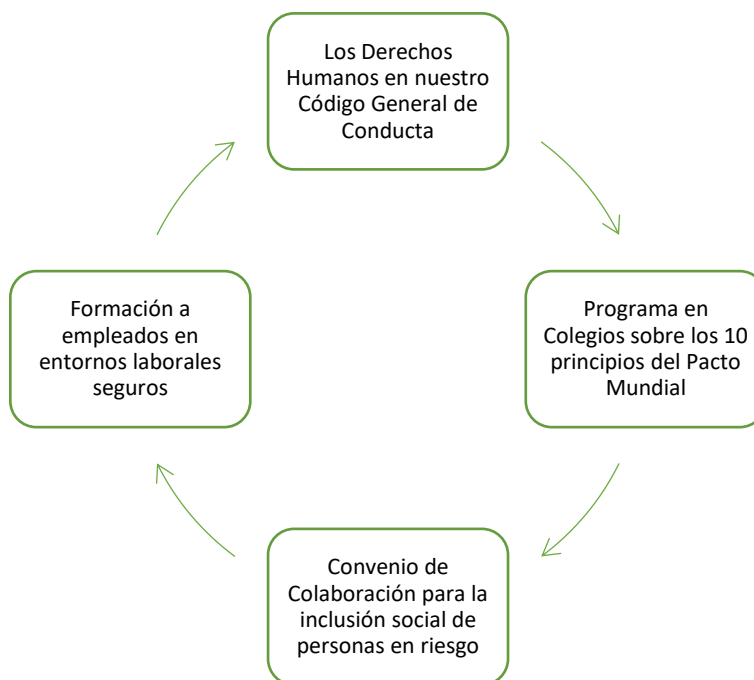 Los Derechos
Humanos en nuestro
Código General de
Conducta
Programa en
Colegios sobre los 10
principios del Pacto
Mundial
Convenio de
Colaboración para la
inclusión social de
personas en riesgo
Formación a
empleados en
entornos laborales
seguros